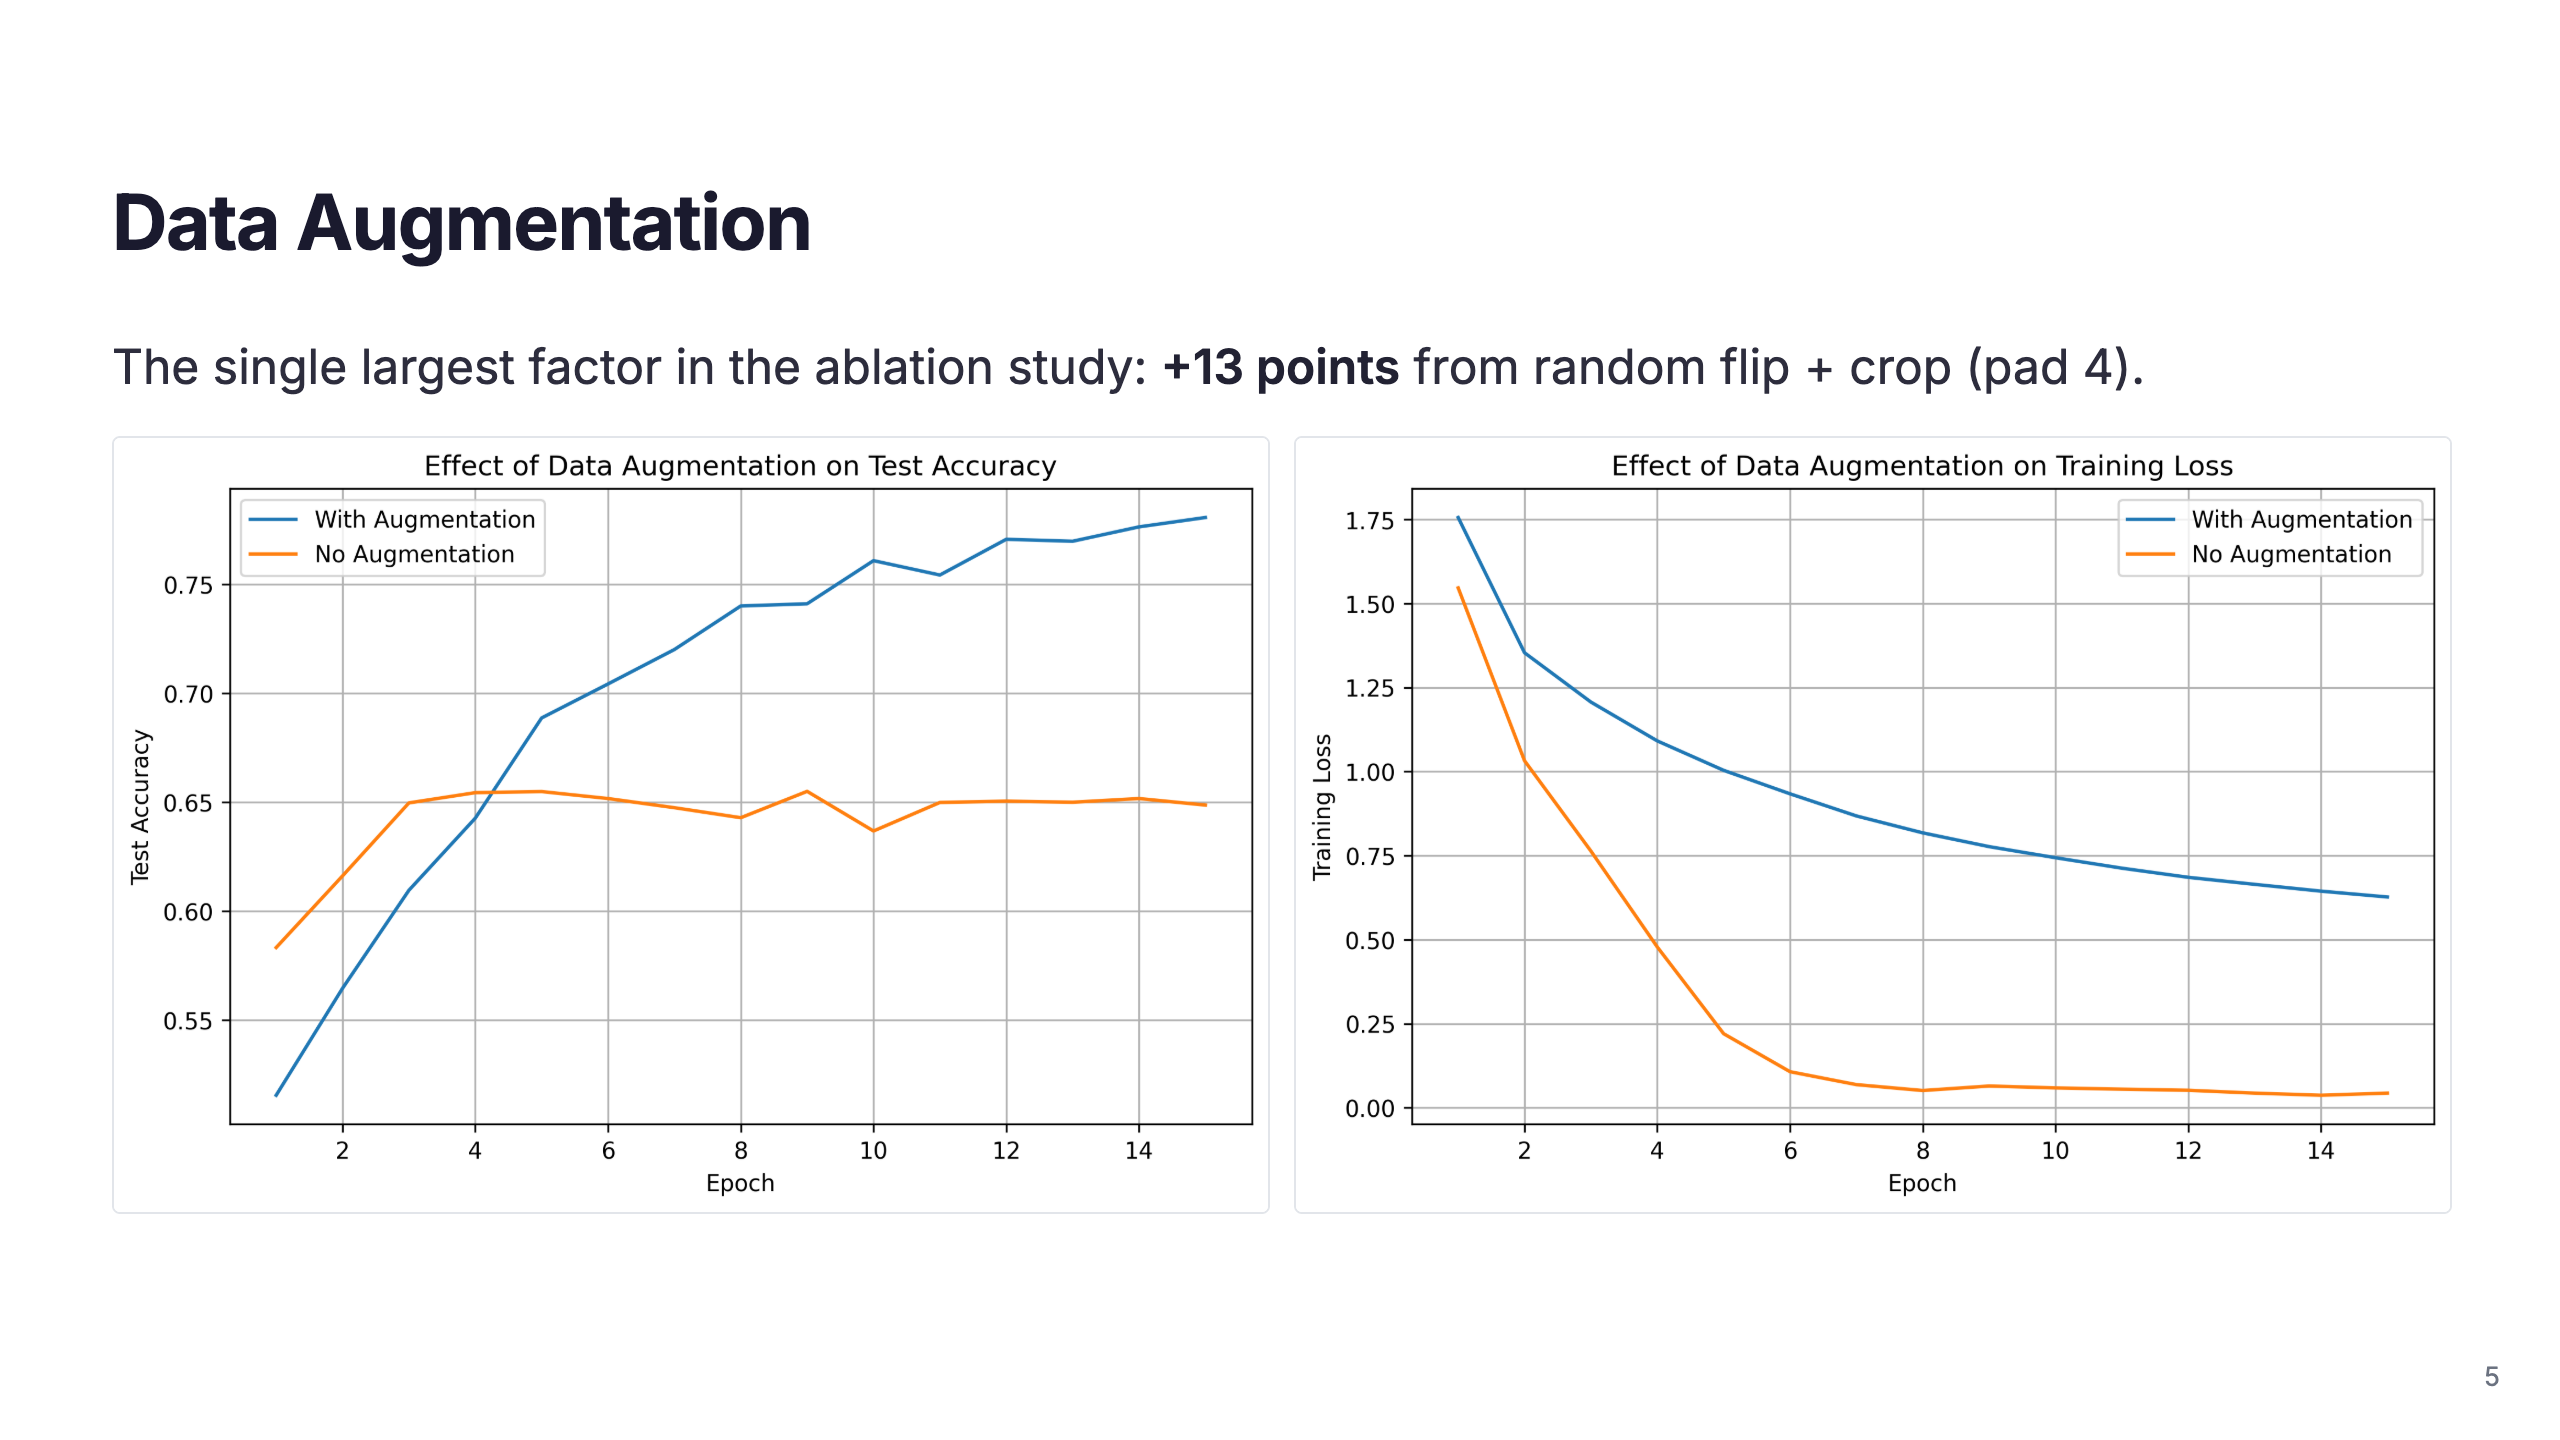 Data Augmentation
The single largest factor in the ablation study: +13 points from random flip + crop (pad 4).
Effect of Data Augmentation on Test Accuracy
With Augmentation
No Augmentation
0.75
0.70
0.65
0.60
0.55
Test Accuracy
2 4 6 8 10 12 14
Epoch
Effect of Data Augmentation on Training Loss
With Augmentation
No Augmentation
1.75
1.50
1.25
1.00
0.75
0.50
0.25
0.00
Training Loss
2 4 6 8 10 12 14
Epoch
5